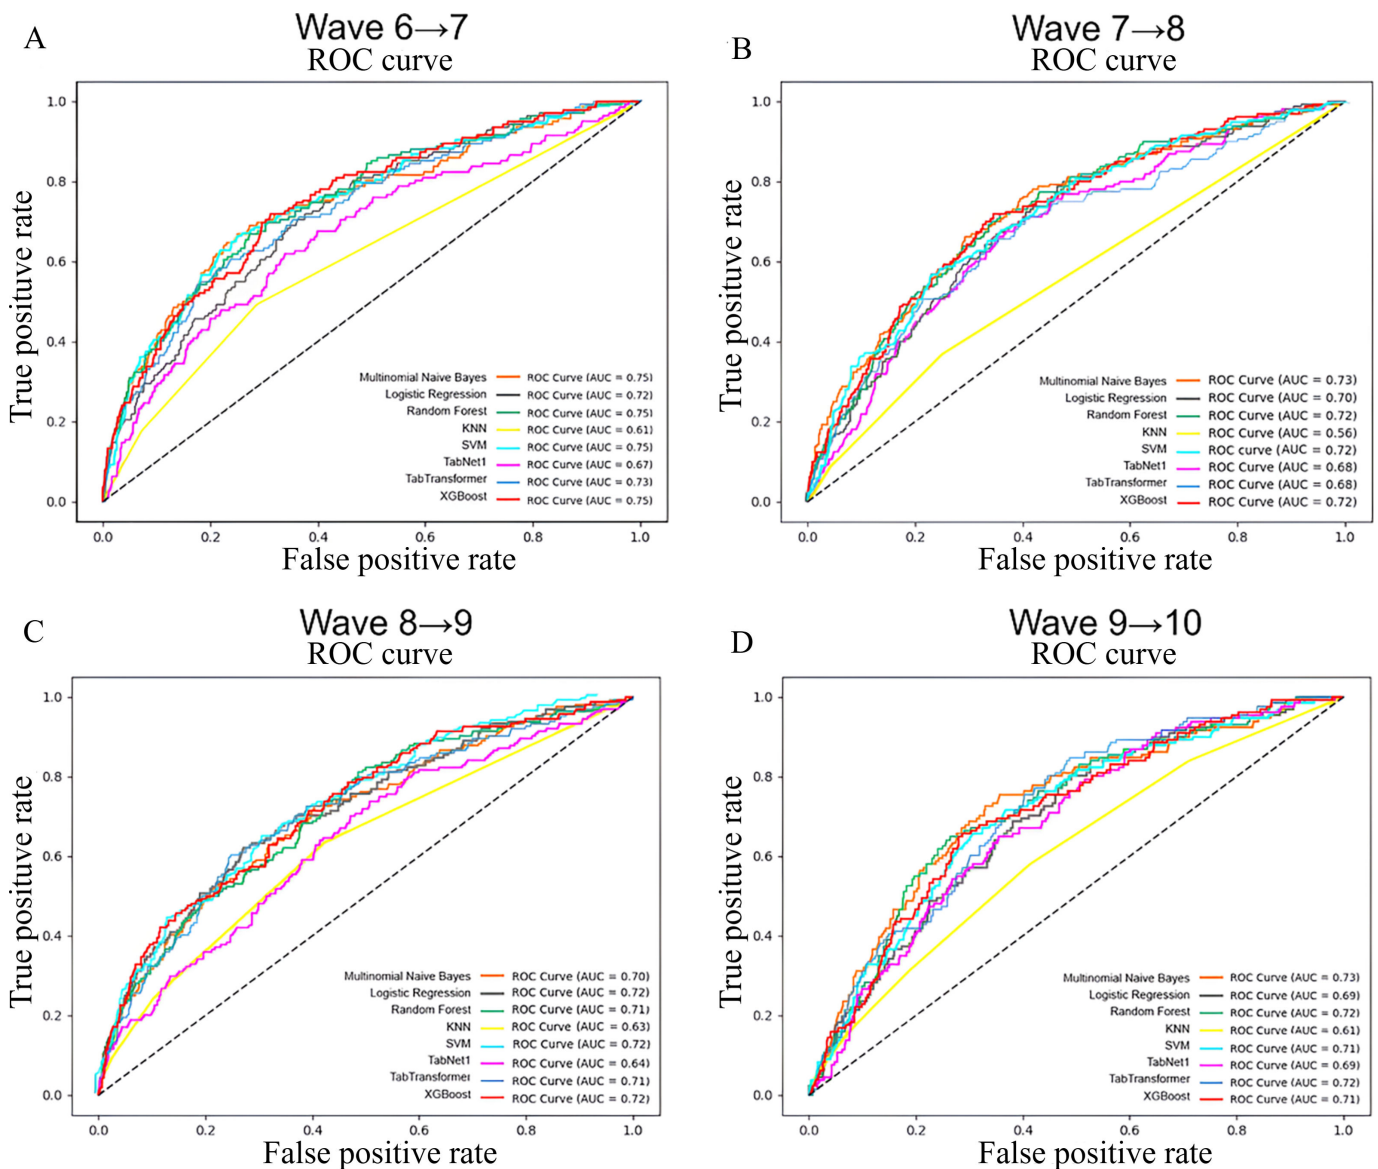 A
Wave 6→7
ROC curve
True positive rate
1.0
0.8
0.6
0.4
0.2
0.0
Multinomial Naive Bayes ROC Curve (AUC = 0.75)
Logistic Regression ROC Curve (AUC = 0.72)
Random Forest ROC Curve (AUC = 0.75)
KNN ROC Curve (AUC = 0.61)
SVM ROC Curve (AUC = 0.75)
TabNet1 ROC Curve (AUC = 0.67)
TabTransformer ROC Curve (AUC = 0.73)
XGBoost ROC Curve (AUC = 0.75)
0.0 0.2 0.4 0.6 0.8 1.0
False positive rate
B
Wave 7→8
ROC curve
True positive rate
1.0
0.8
0.6
0.4
0.2
0.0
Multinomial Naive Bayes ROC Curve (AUC = 0.73)
Logistic Regression ROC Curve (AUC = 0.70)
Random Forest ROC Curve (AUC = 0.72)
KNN ROC Curve (AUC = 0.56)
SVM ROC curve (AUC = 0.72)
TabNet1 ROC Curve (AUC = 0.68)
TabTransformer ROC Curve (AUC = 0.68)
XGBoost ROC Curve (AUC = 0.72)
0.0 0.2 0.4 0.6 0.8 1.0
False positive rate
C
Wave 8→9
ROC curve
True positive rate
1.0
0.8
0.6
0.4
0.2
0.0
Multinomial Naive Bayes ROC Curve (AUC = 0.70)
Logistic Regression ROC Curve (AUC = 0.72)
Random Forest ROC Curve (AUC = 0.71)
KNN ROC Curve (AUC = 0.63)
SVM ROC Curve (AUC = 0.72)
TabNet1 ROC Curve (AUC = 0.64)
TabTransformer ROC Curve (AUC = 0.71)
XGBoost ROC Curve (AUC = 0.72)
0.0 0.2 0.4 0.6 0.8 1.0
False positive rate
D
Wave 9→10
ROC curve
True positive rate
1.0
0.8
0.6
0.4
0.2
0.0
Multinomial Naive Bayes ROC Curve (AUC = 0.73)
Logistic Regression ROC Curve (AUC = 0.69)
Random Forest ROC Curve (AUC = 0.72)
KNN ROC Curve (AUC = 0.61)
SVM ROC Curve (AUC = 0.71)
TabNet1 ROC Curve (AUC = 0.69)
TabTransformer ROC Curve (AUC = 0.72)
XGBoost ROC Curve (AUC = 0.71)
0.0 0.2 0.4 0.6 0.8 1.0
False positive rate